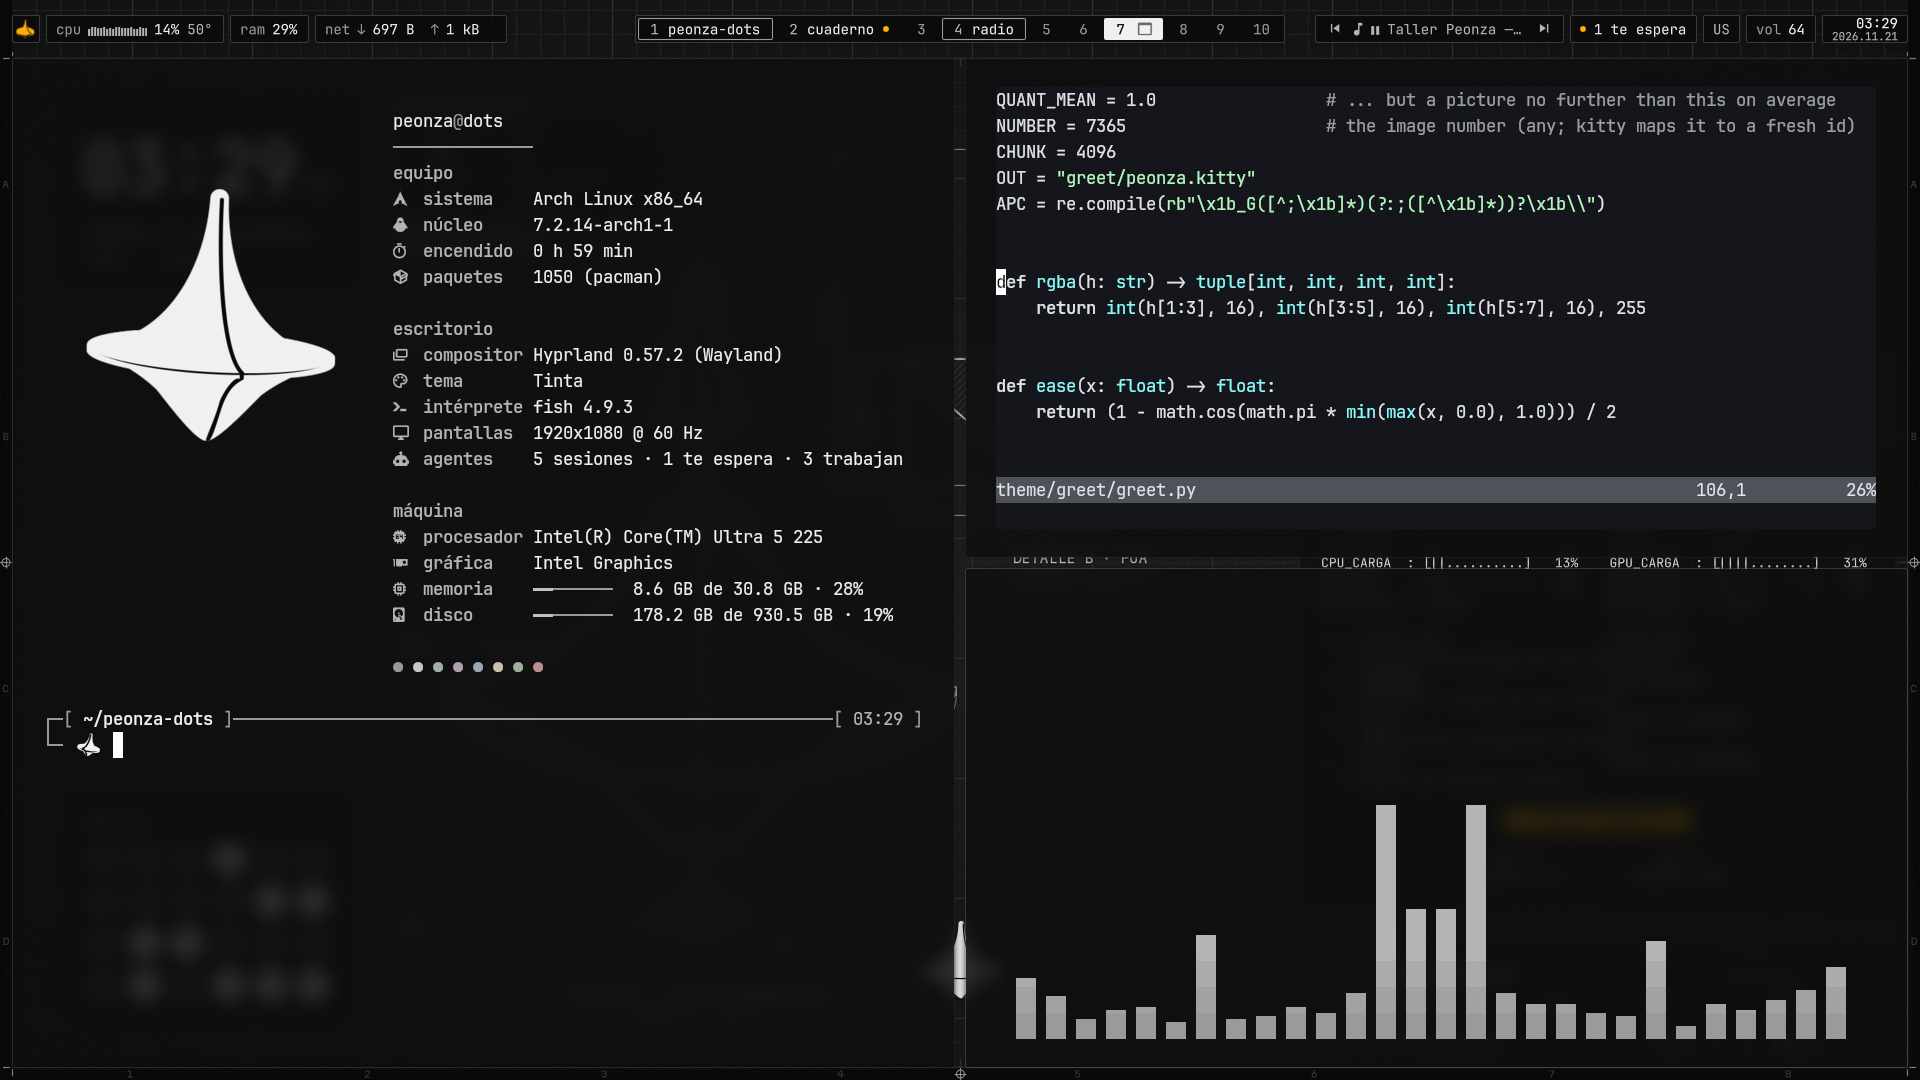 cpu 14% 50°
ram 29%
net ↓ 697 B ↑ 1 kB
1 peonza-dots
2 cuaderno
3
4 radio
5
6
7
8
9
10
Taller Peonza —…
1 te espera
US
vol 64
03:29
2026.11.21
peonza@dots
equipo
sistema Arch Linux x86_64
núcleo 7.2.14-arch1-1
encendido 0 h 59 min
paquetes 1050 (pacman)
escritorio
compositor Hyprland 0.57.2 (Wayland)
tema Tinta
intérprete fish 4.9.3
pantallas 1920x1080 @ 60 Hz
agentes 5 sesiones · 1 te espera · 3 trabajan
máquina
procesador Intel(R) Core(TM) Ultra 5 225
gráfica Intel Graphics
memoria 8.6 GB de 30.8 GB · 28%
disco 178.2 GB de 930.5 GB · 19%
[ ~/peonza-dots ] [ 03:29 ]
QUANT_MEAN = 1.0 # ... but a picture no further than this on average
NUMBER = 7365 # the image number (any; kitty maps it to a fresh id)
CHUNK = 4096
OUT = "greet/peonza.kitty"
APC = re.compile(rb"\x1b_G([^;\x1b]*)(?:;([^\x1b]*))?\x1b\\")
def rgba(h: str) -> tuple[int, int, int, int]:
return int(h[1:3], 16), int(h[3:5], 16), int(h[5:7], 16), 255
def ease(x: float) -> float:
return (1 - math.cos(math.pi * min(max(x, 0.0), 1.0))) / 2
theme/greet/greet.py 106,1 26%
DETALLE B · PÚA
CPU_CARGA : [||..........] 13% GPU_CARGA : [||||........] 31%
A
B
C
D
A
B
C
D
1
2
3
4
5
6
7
8